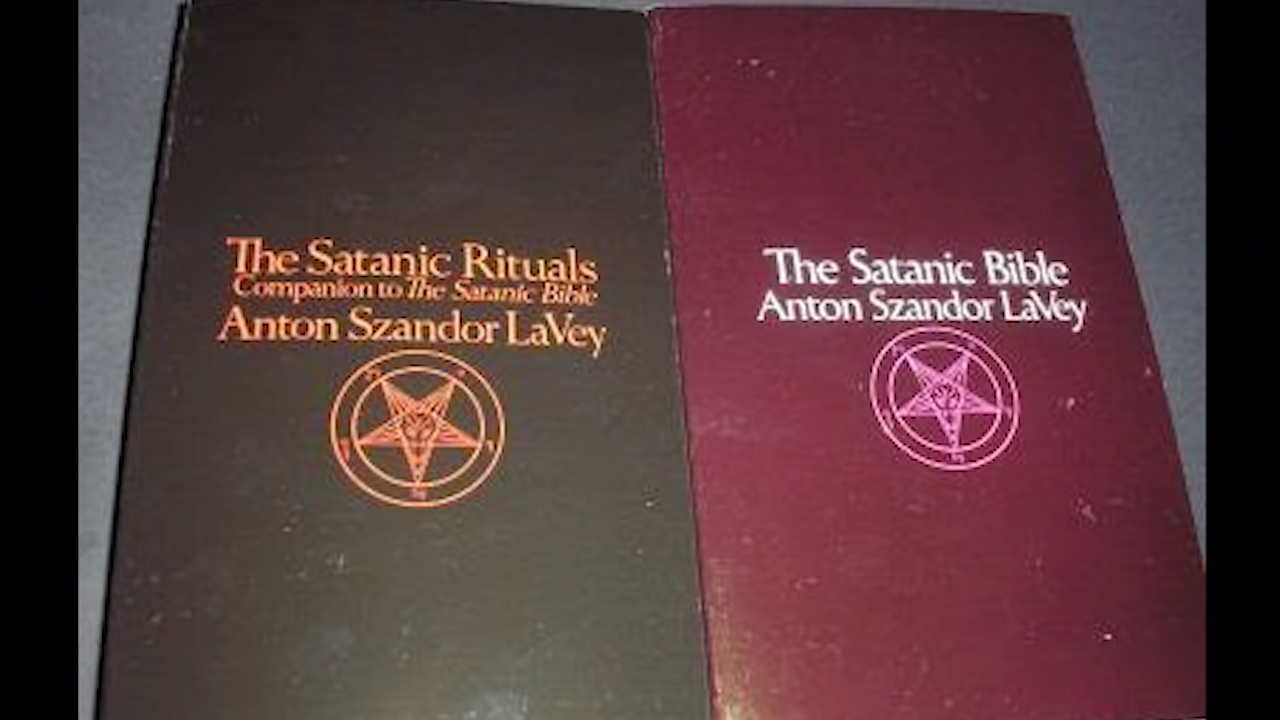 The Satanic Rituals
Companion to The Satanic Bible
Anton Szandor LaVey
The Satanic Bible
Anton Szandor LaVey